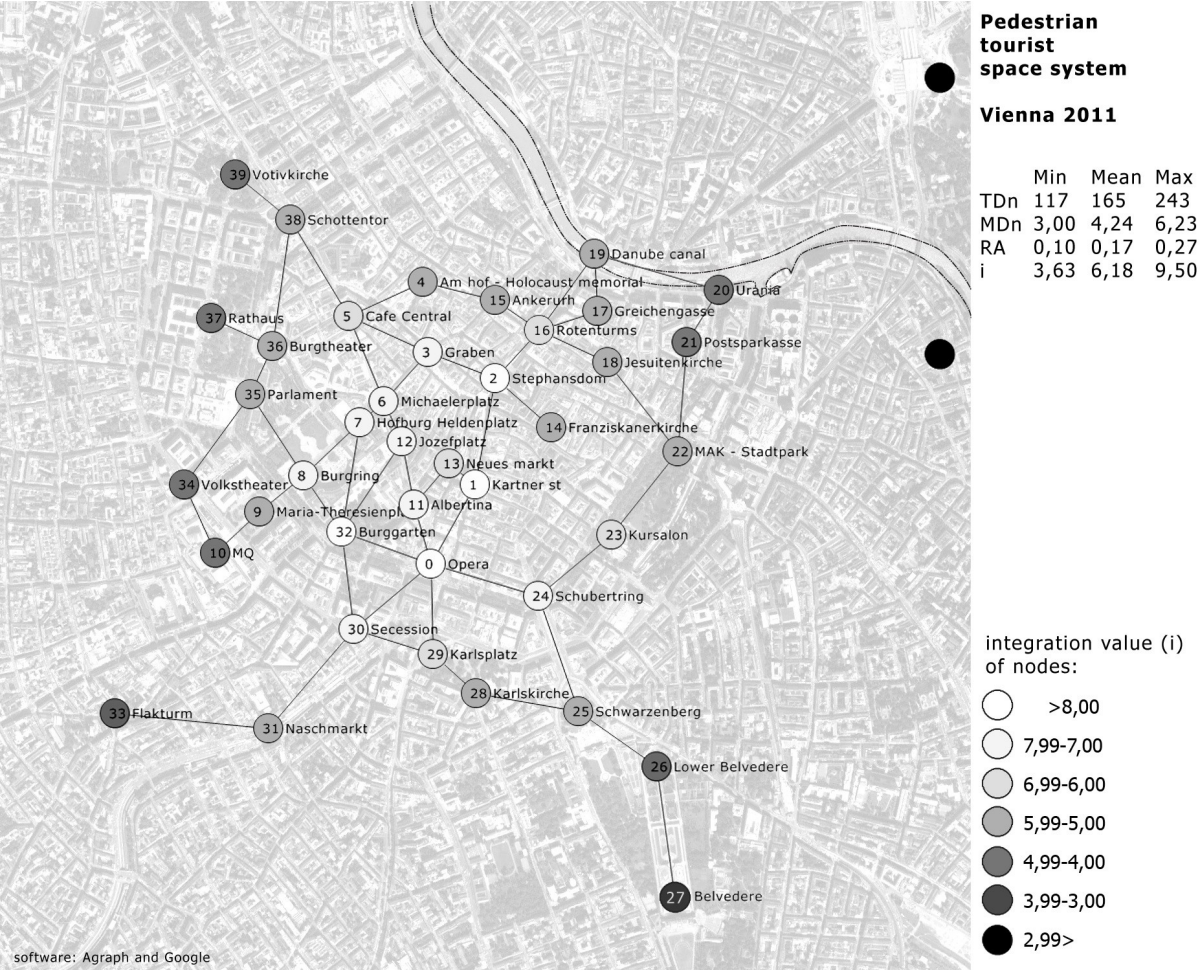 Pedestrian
tourist
space system
Vienna 2011
Min Mean Max
TDn 117 165 243
MDn 3,00 4,24 6,23
RA 0,10 0,17 0,27
i 3,63 6,18 9,50
39 Votivkirche
38 Schottentor
19 Danube canal
4 Am hof - Holocaust memorial
20 Urania
15 Ankerurh
17 Greichengasse
37 Rathaus
5 Cafe Central
16 Rotenturms
36 Burgtheater
3 Graben
21 Postsparkasse
18 Jesuitenkirche
2 Stephansdom
35 Parlament
6 Michaelerplatz
7 Hofburg Heldenplatz
14 Franziskanerkirche
12 Jozefplatz
22 MAK - Stadtpark
13 Neues markt
8 Burgring
34 Volkstheater
1 Kartner st
9 Maria-Theresienpl
11 Albertina
32 Burggarten
23 Kursalon
10 MQ
0 Opera
24 Schubertring
30 Secession
29 Karlsplatz
28 Karlskirche
25 Schwarzenberg
33 Flakturm
31 Naschmarkt
26 Lower Belvedere
27 Belvedere
integration value (i)
of nodes:
>8,00
7,99-7,00
6,99-6,00
5,99-5,00
4,99-4,00
3,99-3,00
2,99>
software: Agraph and Google